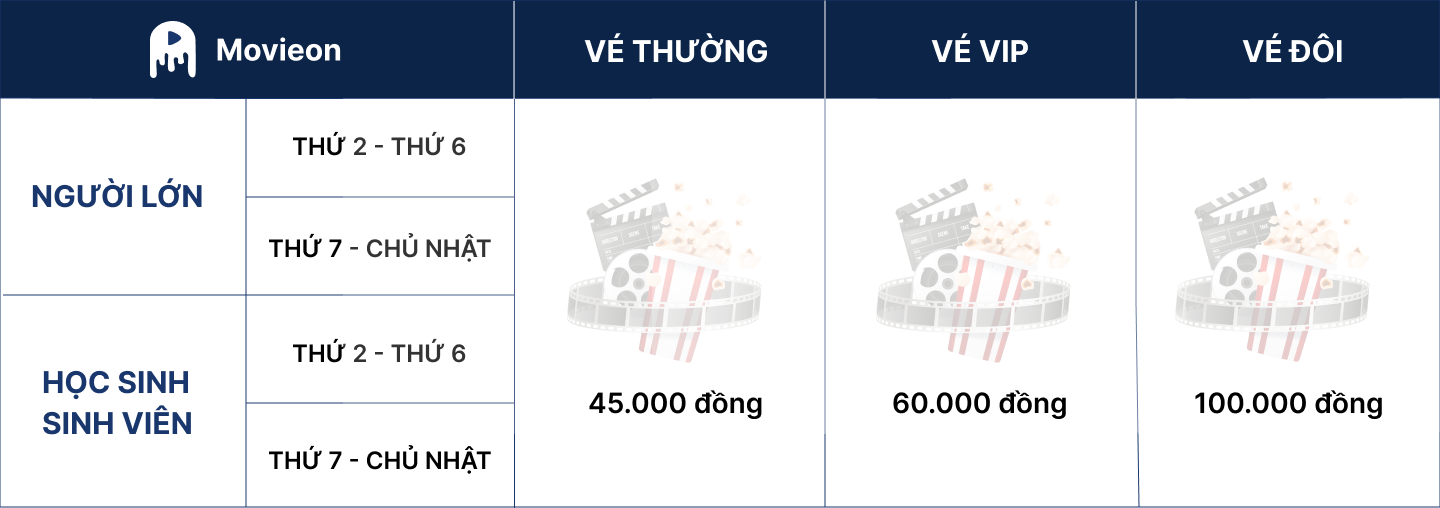 Movieon
VÉ THƯỜNG
VÉ VIP
VÉ ĐÔI
NGƯỜI LỚN
THỨ 2 - THỨ 6
THỨ 7 - CHỦ NHẬT
HỌC SINH
SINH VIÊN
THỨ 2 - THỨ 6
THỨ 7 - CHỦ NHẬT
45.000 đồng
60.000 đồng
100.000 đồng